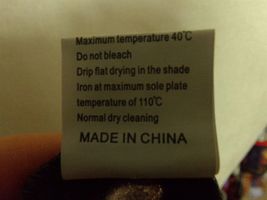 Maximum temperature 40℃
Do not bleach
Drip flat drying in the shade
Iron at maximum sole plate
temperature of 110℃
Normal dry cleaning
MADE IN CHINA